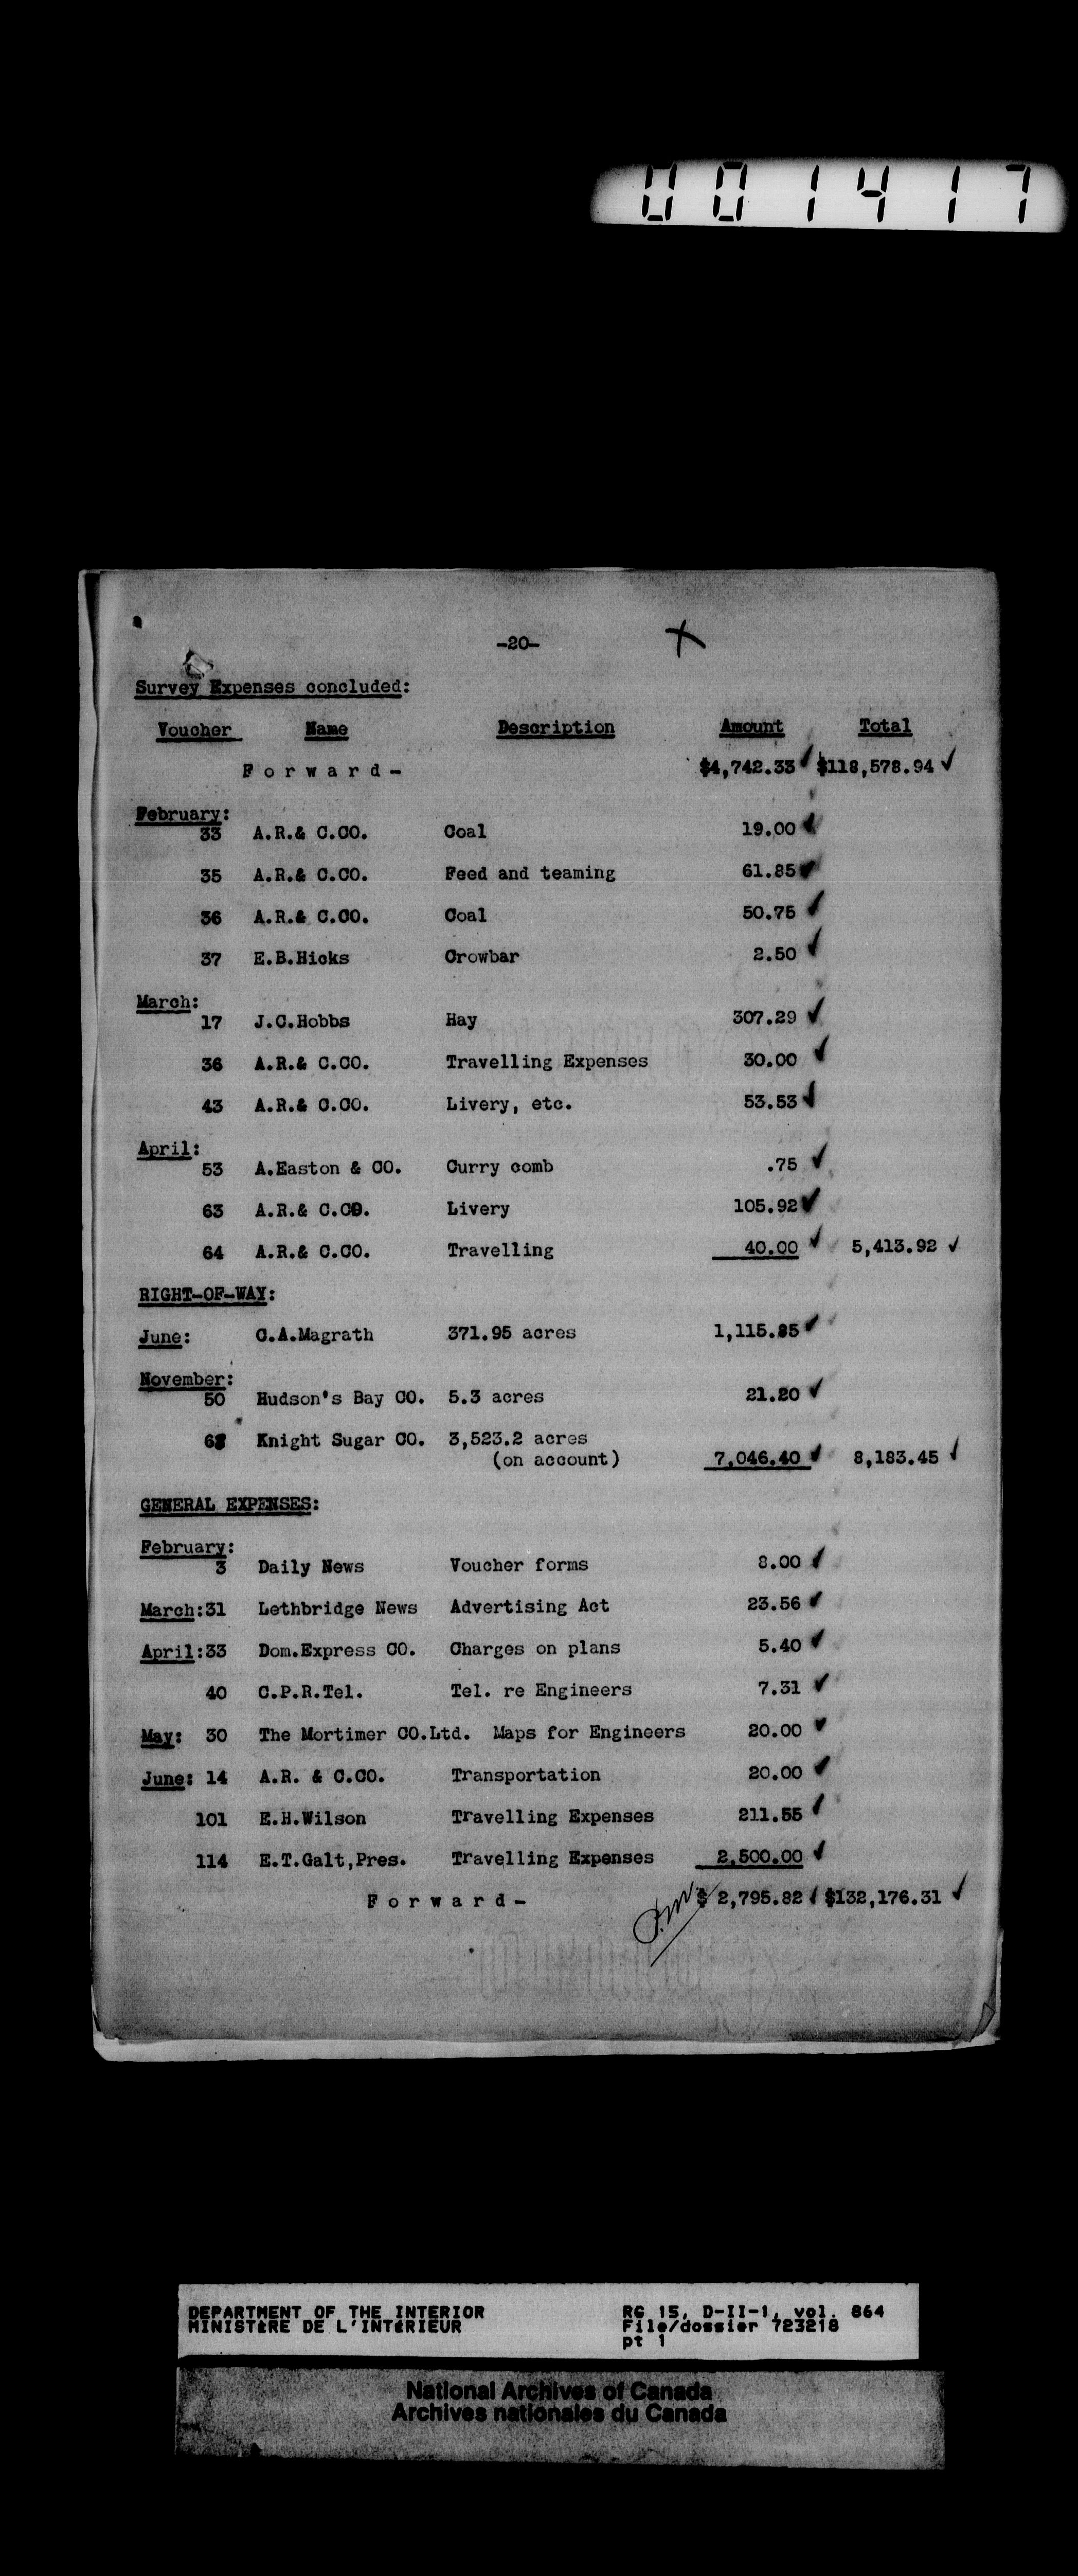 001417
-20-
Survey Expenses concluded:
Voucher Name Description Amount Total
Forward- $4,742.33 $118,578.94
February:
33 A.R.& C.CO. Coal 19.00
35 A.R.& C.CO. Feed and teaming 61.85
36 A.R.& C.CO. Coal 50.75
37 E.B.Hicks Crowbar 2.50
March:
17 J.C.Hobbs Hay 307.29
36 A.R.& C.CO. Travelling Expenses 30.00
43 A.R.& C.CO. Livery, etc. 53.53
April:
53 A.Easton & CO. Curry comb .75
63 A.R.& C.CO. Livery 105.92
64 A.R.& C.CO. Travelling 40.00 5,413.92
RIGHT-OF-WAY:
June: C.A.Magrath 371.95 acres 1,115.85
November:
50 Hudson's Bay CO. 5.3 acres 21.20
Knight Sugar CO. 3,523.2 acres
(on account) 7,046.40 8,183.45
GENERAL EXPENSES:
February:
3 Daily News Voucher forms 8.00
March:31 Lethbridge News Advertising Act 23.56
April:33 Dom.Express CO. Charges on plans 5.40
40 C.P.R.Tel. Tel. re Engineers 7.31
May: 30 The Mortimer CO.Ltd. Maps for Engineers 20.00
June: 14 A.R. & C.CO. Transportation 20.00
101 E.H.Wilson Travelling Expenses 211.55
114 E.T.Galt,Pres. Travelling Expenses 2,500.00
Forward- $ 2,795.82 $132,176.31
DEPARTMENT OF THE INTERIOR RG 15, D-II-1, vol. 864
MINISTÈRE DE L'INTÉRIEUR File/dossier 723218
pt 1
National Archives of Canada
Archives nationales du Canada